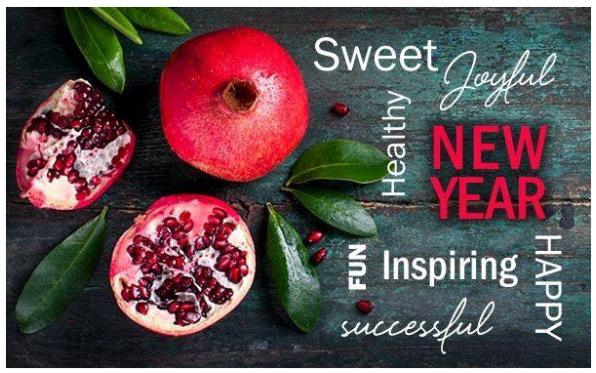 Sweet
Joyful
Healthy
NEW
YEAR
FUN
Inspiring
HAPPY
successful